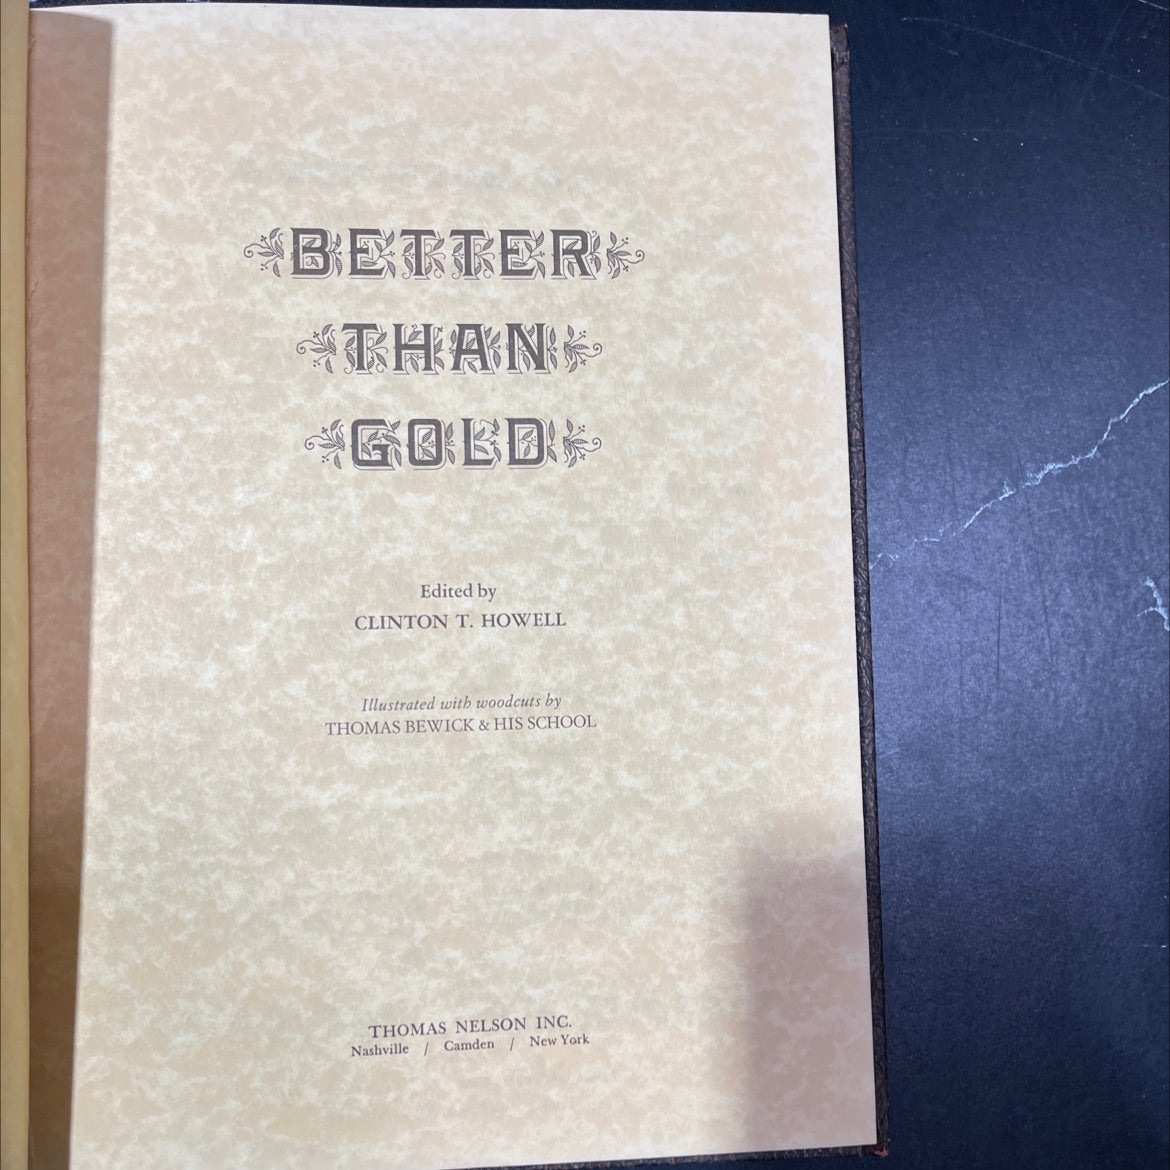 BETTER
THAN
GOLD
Edited by
CLINTON T. HOWELL
Illustrated with woodcuts by
THOMAS BEWICK & HIS SCHOOL
THOMAS NELSON INC.
Nashville / Camden / New York